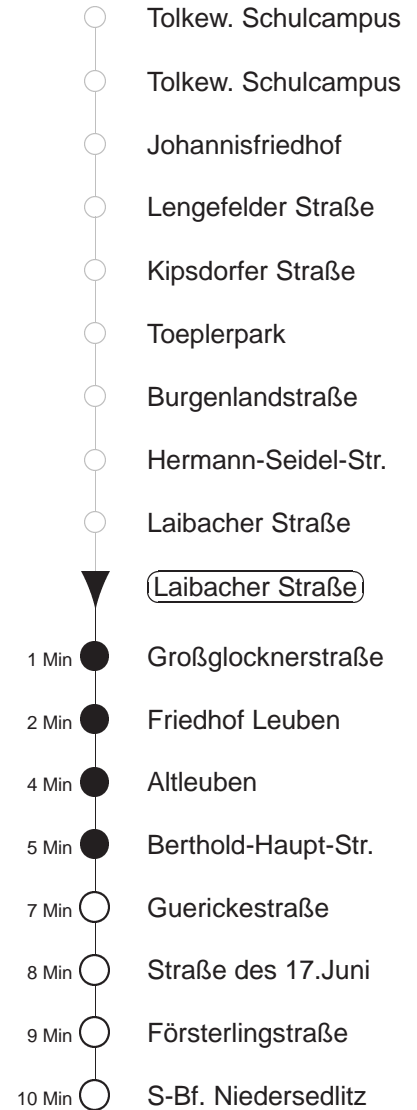 Tolkew. Schulcampus
Tolkew. Schulcampus
Johannisfriedhof
Lengefelder Straße
Kipsdorfer Straße
Toeplerpark
Burgenlandstraße
Hermann-Seidel-Str.
Laibacher Straße
Laibacher Straße
1 Min Großglocknerstraße
2 Min Friedhof Leuben
4 Min Altleuben
5 Min Berthold-Haupt-Str.
7 Min Guerickestraße
8 Min Straße des 17.Juni
9 Min Försterlingstraße
10 Min S-Bf. Niedersedlitz